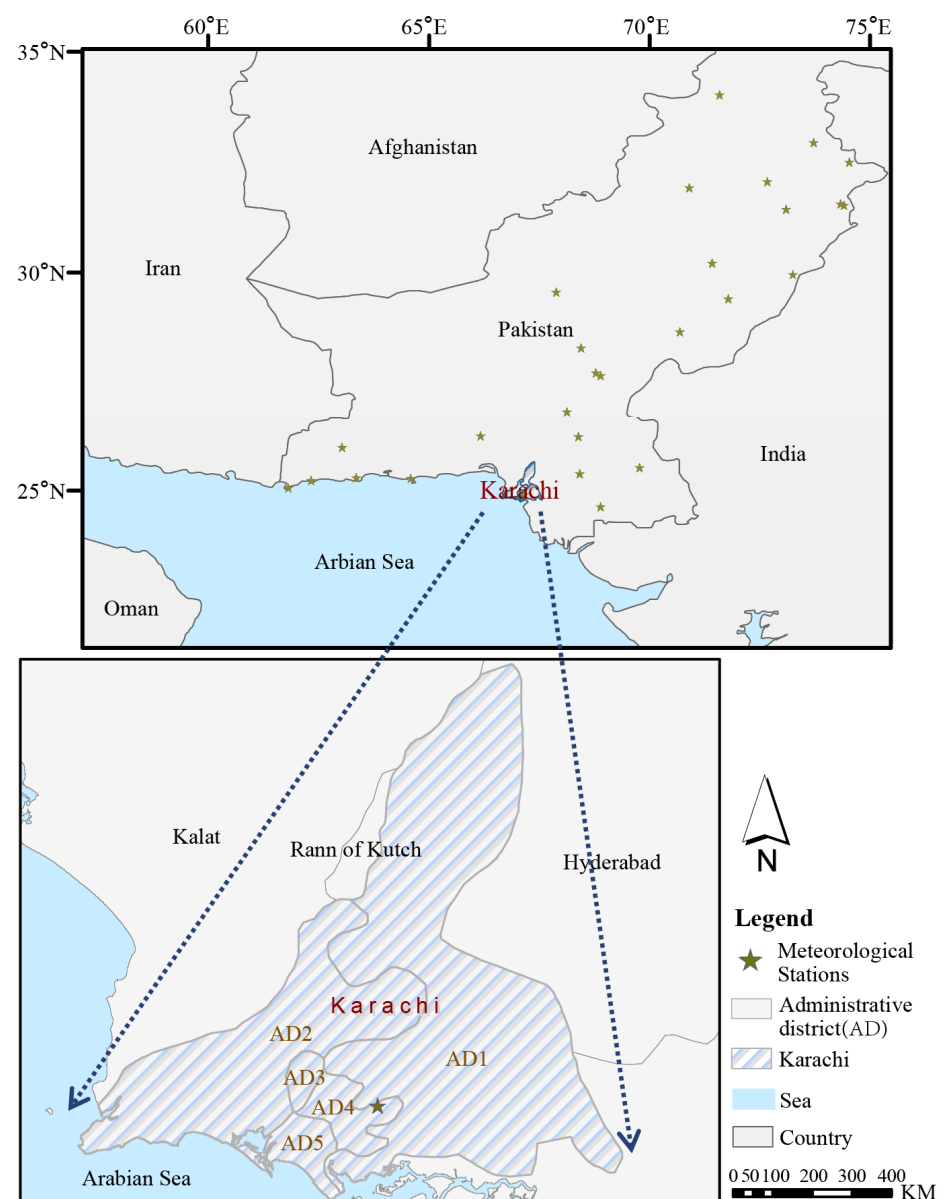 60°E 65°E 70°E 75°E
35°N
Afghanistan
Iran
30°N
Pakistan
India
25°N
Karachi
Arbian Sea
Oman
Kalat
Rann of Kutch
Hyderabad
N
Legend
Meteorological
Stations
Administrative
district(AD)
Karachi
Sea
Country
0 50 100 200 300 400
KM
Karachi
AD2
AD1
AD3
AD4
AD5
Arabian Sea